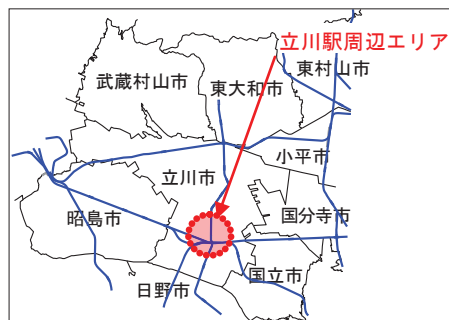 立川駅周辺エリア
東村山市
武蔵村山市
東大和市
小平市
立川市
昭島市
国分寺市
国立市
日野市